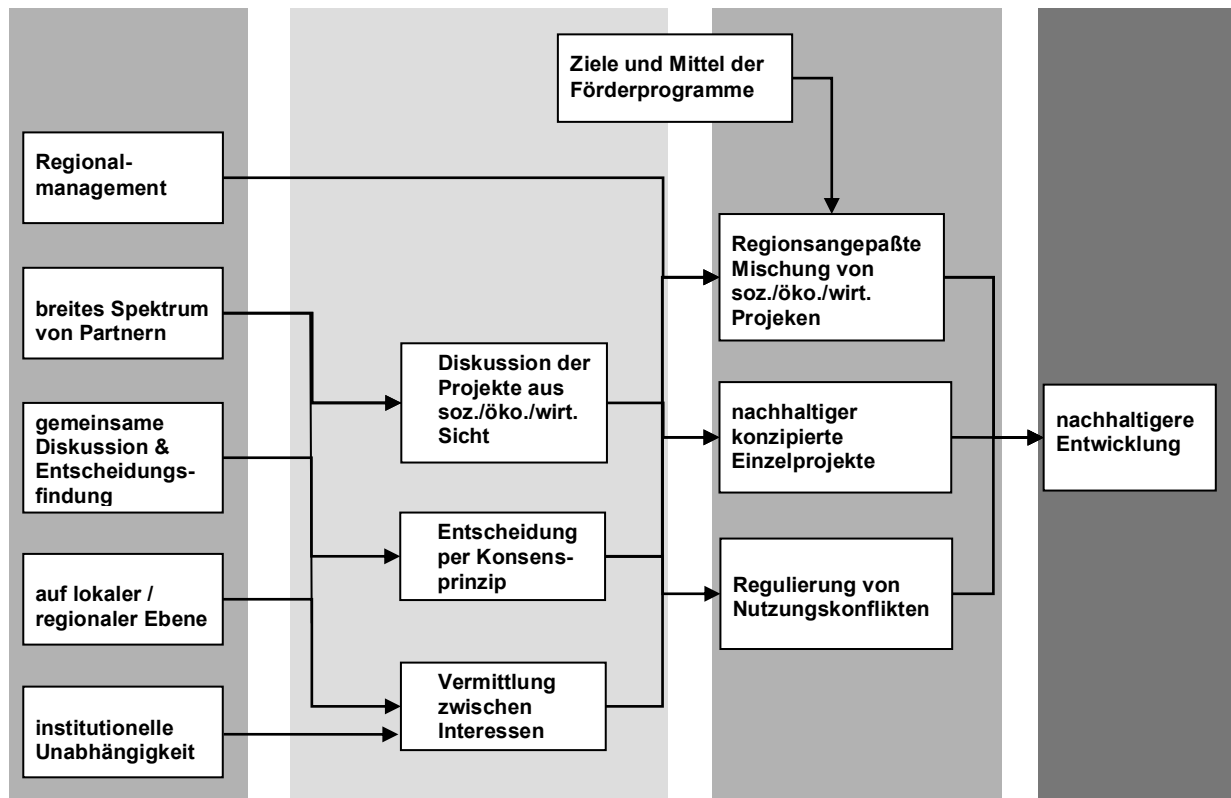 Ziele und Mittel der
Förderprogramme
Regional-
management
breites Spektrum
von Partnern
gemeinsame
Diskussion &
Entscheidungs-
findung
auf lokaler /
regionaler Ebene
institutionelle
Unabhängigkeit
Diskussion der
Projekte aus
soz./öko./wirt.
Sicht
Entscheidung
per Konsens-
prinzip
Vermittlung
zwischen
Interessen
Regionsangepaßte
Mischung von
soz./öko./wirt.
Projeken
nachhaltiger
konzipierte
Einzelprojekte
Regulierung von
Nutzungskonflikten
nachhaltigere
Entwicklung